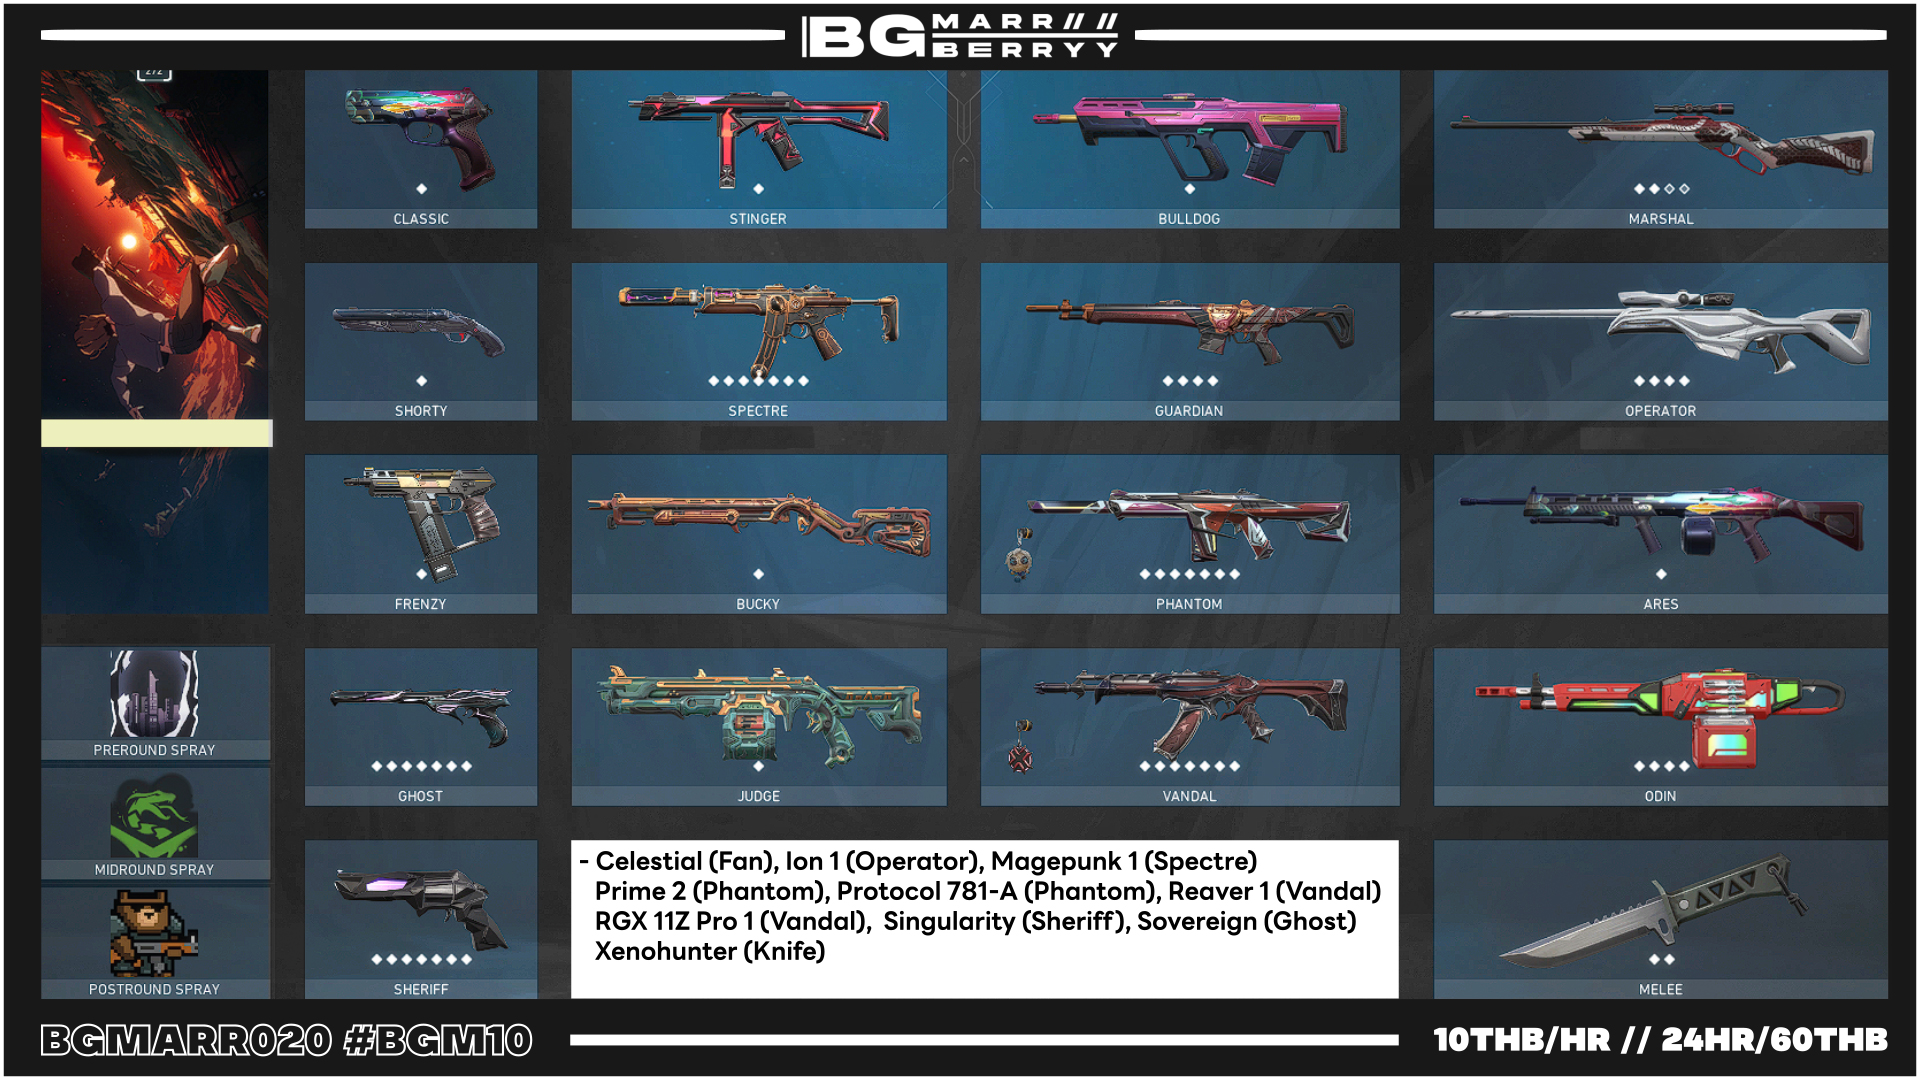 BG MARR// //
BERRYY
2/2
CLASSIC
STINGER
BULLDOG
MARSHAL
SHORTY
SPECTRE
GUARDIAN
OPERATOR
FRENZY
BUCKY
PHANTOM
ARES
PREROUND SPRAY
GHOST
JUDGE
VANDAL
ODIN
MIDROUND SPRAY
- Celestial (Fan), Ion 1 (Operator), Magepunk 1 (Spectre)
Prime 2 (Phantom), Protocol 781-A (Phantom), Reaver 1 (Vandal)
RGX 11Z Pro 1 (Vandal), Singularity (Sheriff), Sovereign (Ghost)
Xenohunter (Knife)
POSTROUND SPRAY
SHERIFF
MELEE
BGMARR020 #BGM10
10THB/HR // 24HR/60THB